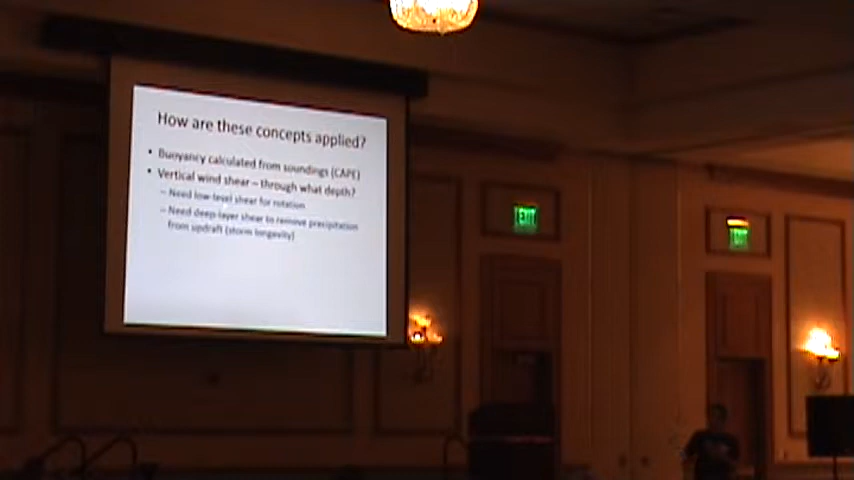 How are these concepts applied?
• Buoyancy calculated from soundings (CAPE)
• Vertical wind shear – through what depth?
– Need low-level shear for rotation
– Need deep-layer shear to remove precipitation
from updraft (storm longevity)
EXIT
EXIT